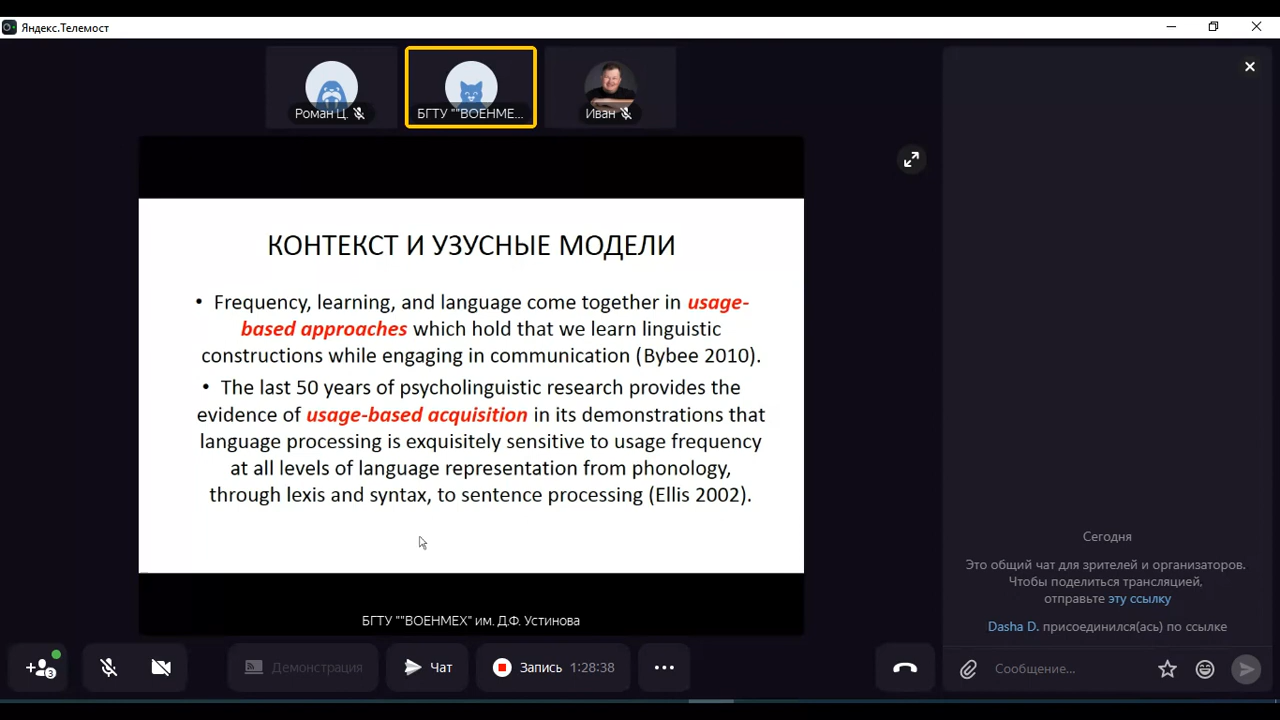 Яндекс.Телемост
Роман Ц.
БГТУ ""ВОЕНМЕ...
Иван
КОНТЕКСТ И УЗУСНЫЕ МОДЕЛИ
• Frequency, learning, and language come together in usage-
based approaches which hold that we learn linguistic
constructions while engaging in communication (Bybee 2010).
• The last 50 years of psycholinguistic research provides the
evidence of usage-based acquisition in its demonstrations that
language processing is exquisitely sensitive to usage frequency
at all levels of language representation from phonology,
through lexis and syntax, to sentence processing (Ellis 2002).
БГТУ ""ВОЕНМЕХ" им. Д.Ф. Устинова
Сегодня
Это общий чат для зрителей и организаторов.
Чтобы поделиться трансляцией,
отправьте эту ссылку
Dasha D. присоединился(ась) по ссылке
3
Демонстрация
Чат
Запись 1:28:38
Сообщение...